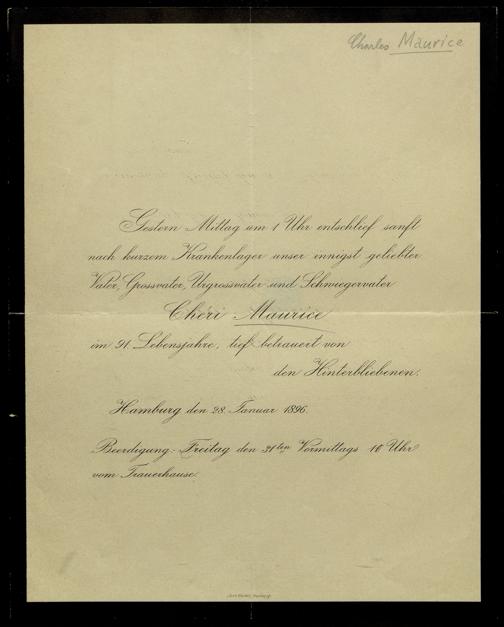 Charles Maurice
Gestern Mittag um 1 Uhr entschlief sanft
nach kurzem Krankenlager unser innigst geliebter
Vater, Grossvater, Urgrossvater und Schwiegervater
Chéri Maurice
im 91. Lebensjahre, tief betrauert von
den Hinterbliebenen.
Hamburg den 28. Januar 1896.
Beerdigung: Freitag den 31ten Vormittags 10 Uhr
vom Trauerhause.